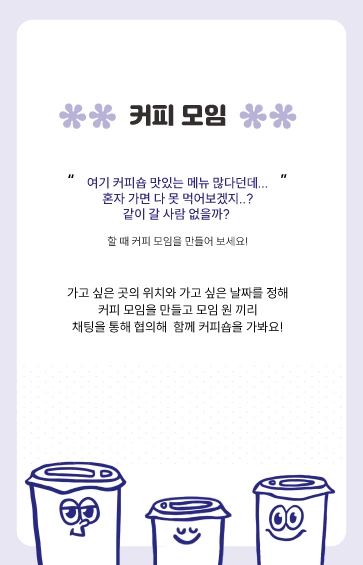 커피 모임
“ 여기 커피숍 맛있는 메뉴 많다던데... ”
혼자 가면 다 못 먹어보겠지..?
같이 갈 사람 없을까?
할 때 커피 모임을 만들어 보세요!
가고 싶은 곳의 위치와 가고 싶은 날짜를 정해
커피 모임을 만들고 모임 원 끼리
채팅을 통해 협의해 함께 커피숍을 가봐요!